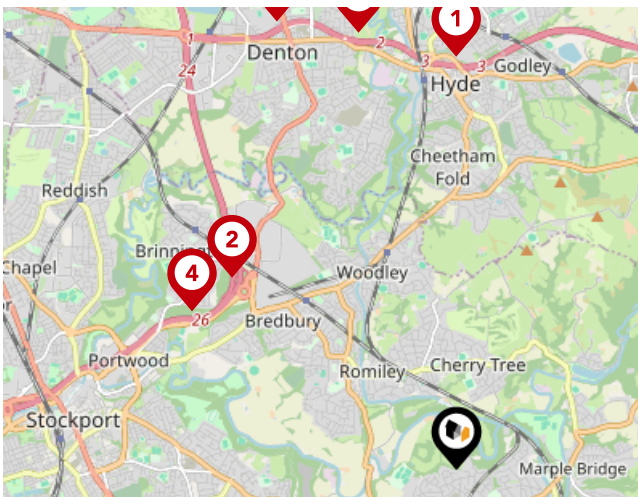 1
1
2
Denton
3
3
Godley
24
Hyde
Cheetham
Fold
Reddish
2
Brinning
4
Chapel
Woodley
26
Bredbury
Portwood
Romiley
Cherry Tree
Stockport
Marple Bridge